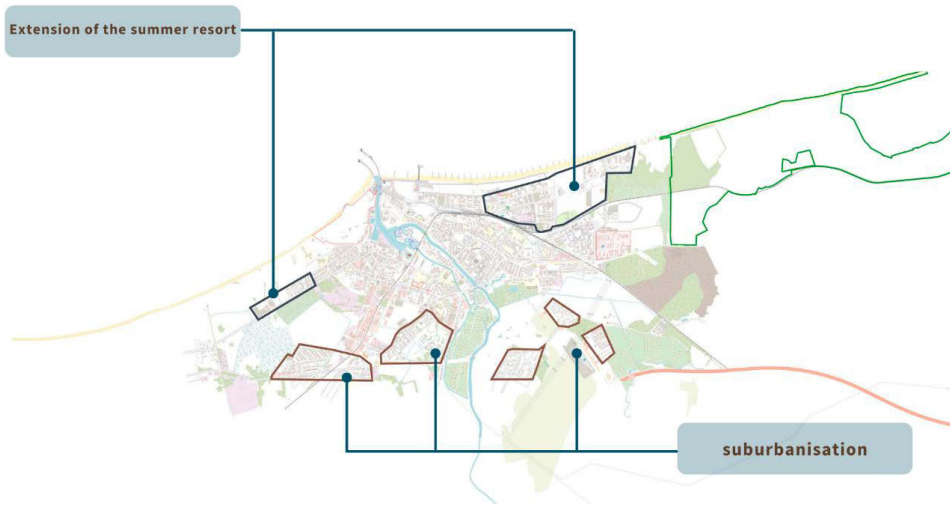 Extension of the summer resort
suburbanisation